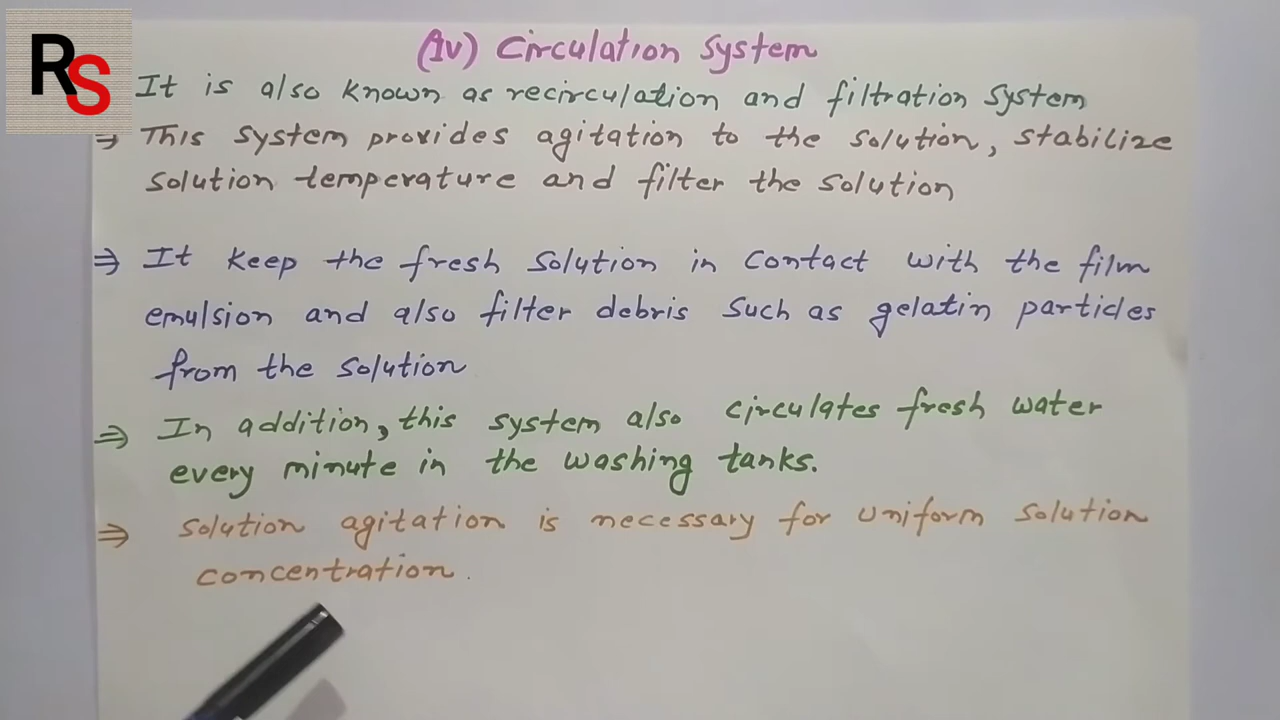 RS
(iv) Circulation System
It is also known as recirculation and filtration system
⇒ This system provides agitation to the solution, stabilize
solution temperature and filter the solution
⇒ It keep the fresh solution in contact with the film
emulsion and also filter debris such as gelatin particles
from the solution
⇒ In addition, this system also circulates fresh water
every minute in the washing tanks.
⇒ Solution agitation is necessary for uniform solution
concentration.